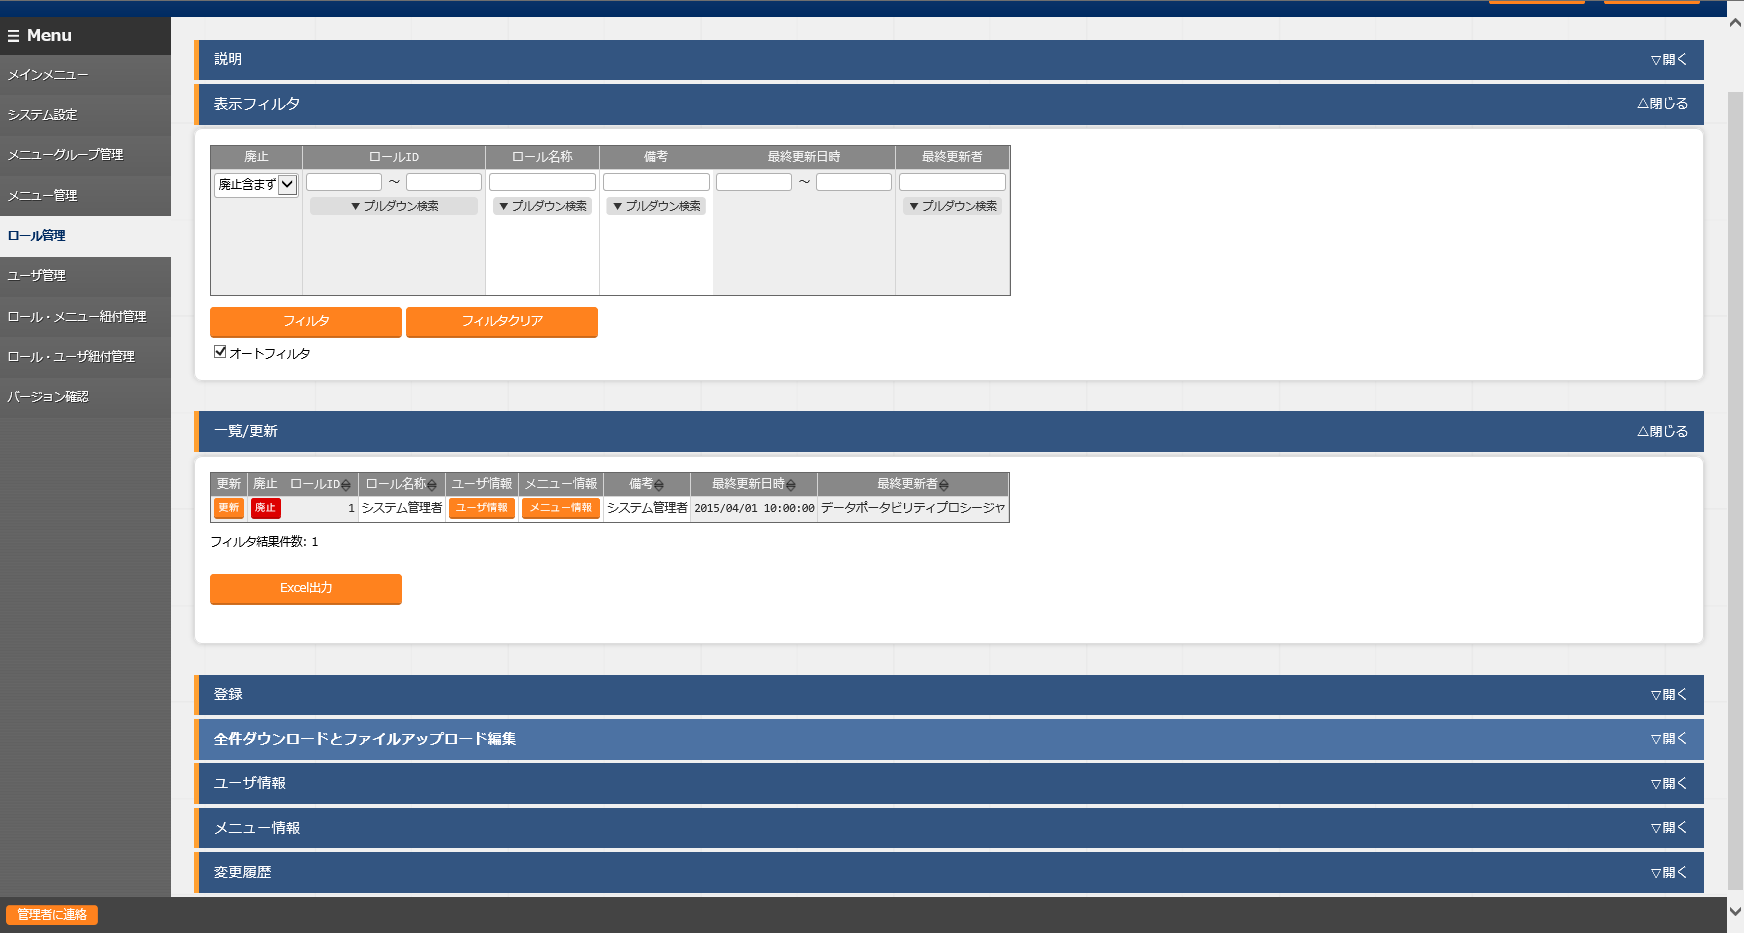 ☰ Menu
メインメニュー
システム設定
メニューグループ管理
メニュー管理
ロール管理
ユーザ管理
ロール・メニュー紐付管理
ロール・ユーザ紐付管理
バージョン確認
説明 ▽開く
表示フィルタ △閉じる
廃止 ロールID ロール名称 備考 最終更新日時 最終更新者
廃止含まず ～ ～
▼プルダウン検索 ▼プルダウン検索 ▼プルダウン検索 ▼プルダウン検索
フィルタ フィルタクリア
オートフィルタ
一覧/更新 △閉じる
更新 廃止 ロールID ロール名称 ユーザ情報 メニュー情報 備考 最終更新日時 最終更新者
更新 廃止 1 システム管理者 ユーザ情報 メニュー情報 システム管理者 2015/04/01 10:00:00 データポータビリティプロシージャ
フィルタ結果件数: 1
Excel出力
登録 ▽開く
全件ダウンロードとファイルアップロード編集 ▽開く
ユーザ情報 ▽開く
メニュー情報 ▽開く
変更履歴 ▽開く
管理者に連絡